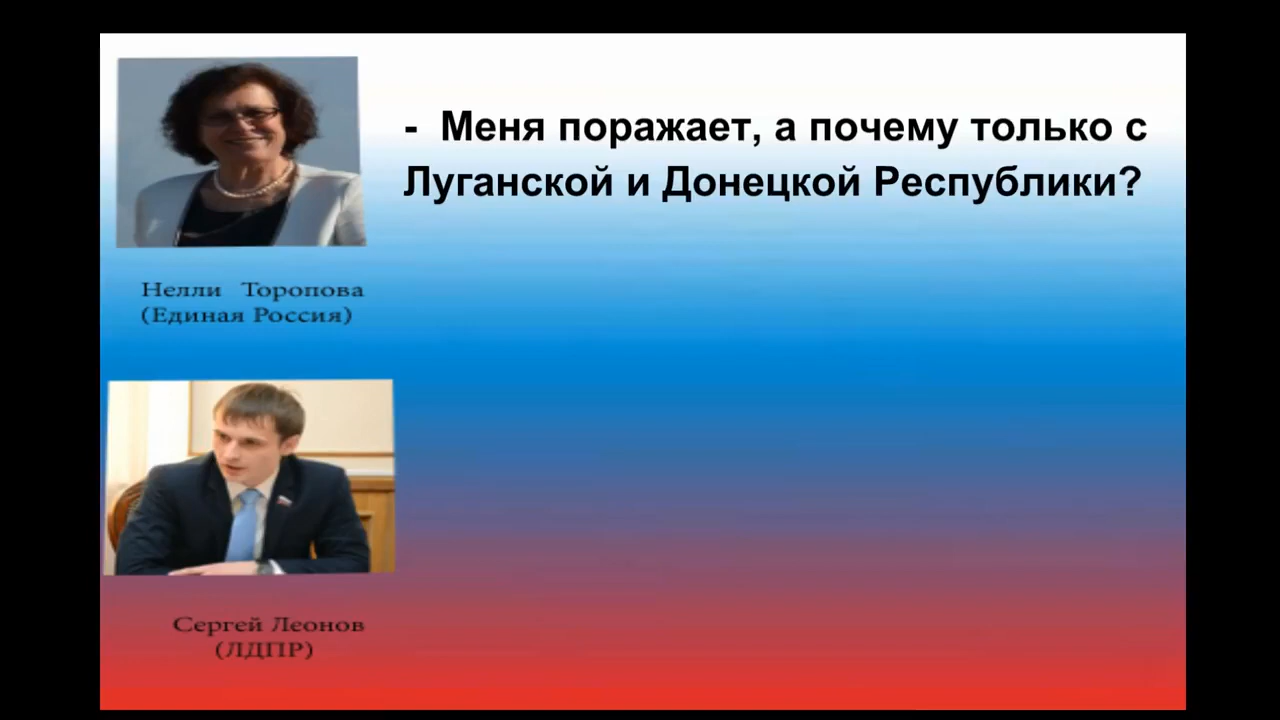 - Меня поражает, а почему только с
Луганской и Донецкой Республики?
Нелли Торопова
(Единая Россия)
Сергей Леонов
(ЛДПР)